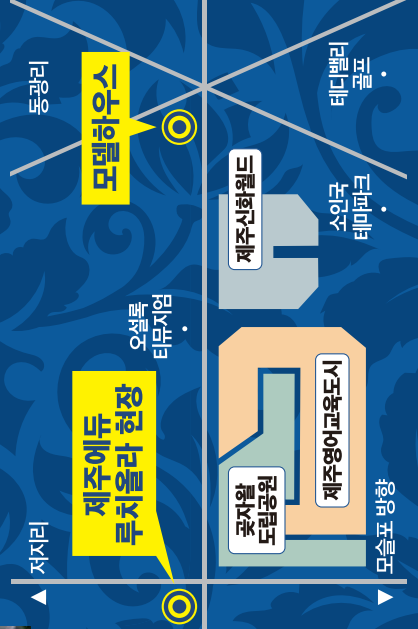 저지리
제주에듀
루치올라 현장
오설록
티뮤지엄
모델하우스
동광리
모슬포 방향
곶자왈
도립공원
제주영어교육도시
제주신화월드
소인국
테마파크
테디밸리
골프